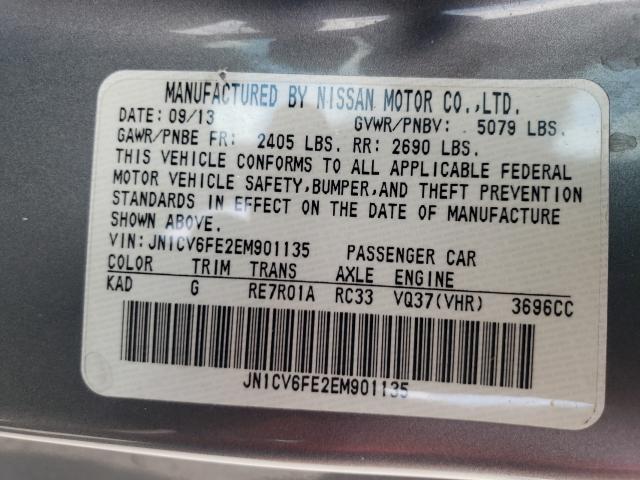 MANUFACTURED BY NISSAN MOTOR CO.,LTD.
DATE: 09/13 GVWR/PNBV: 5079 LBS.
GAWR/PNBE FR: 2405 LBS. RR: 2690 LBS.
THIS VEHICLE CONFORMS TO ALL APPLICABLE FEDERAL
MOTOR VEHICLE SAFETY,BUMPER,AND THEFT PREVENTION
STANDARDS IN EFFECT ON THE DATE OF MANUFACTURE
SHOWN ABOVE.
VIN:JN1CV6FE2EM901135 PASSENGER CAR
COLOR TRIM TRANS AXLE ENGINE
KAD G RE7R01A RC33 VQ37(VHR) 3696CC
JN1CV6FE2EM901135